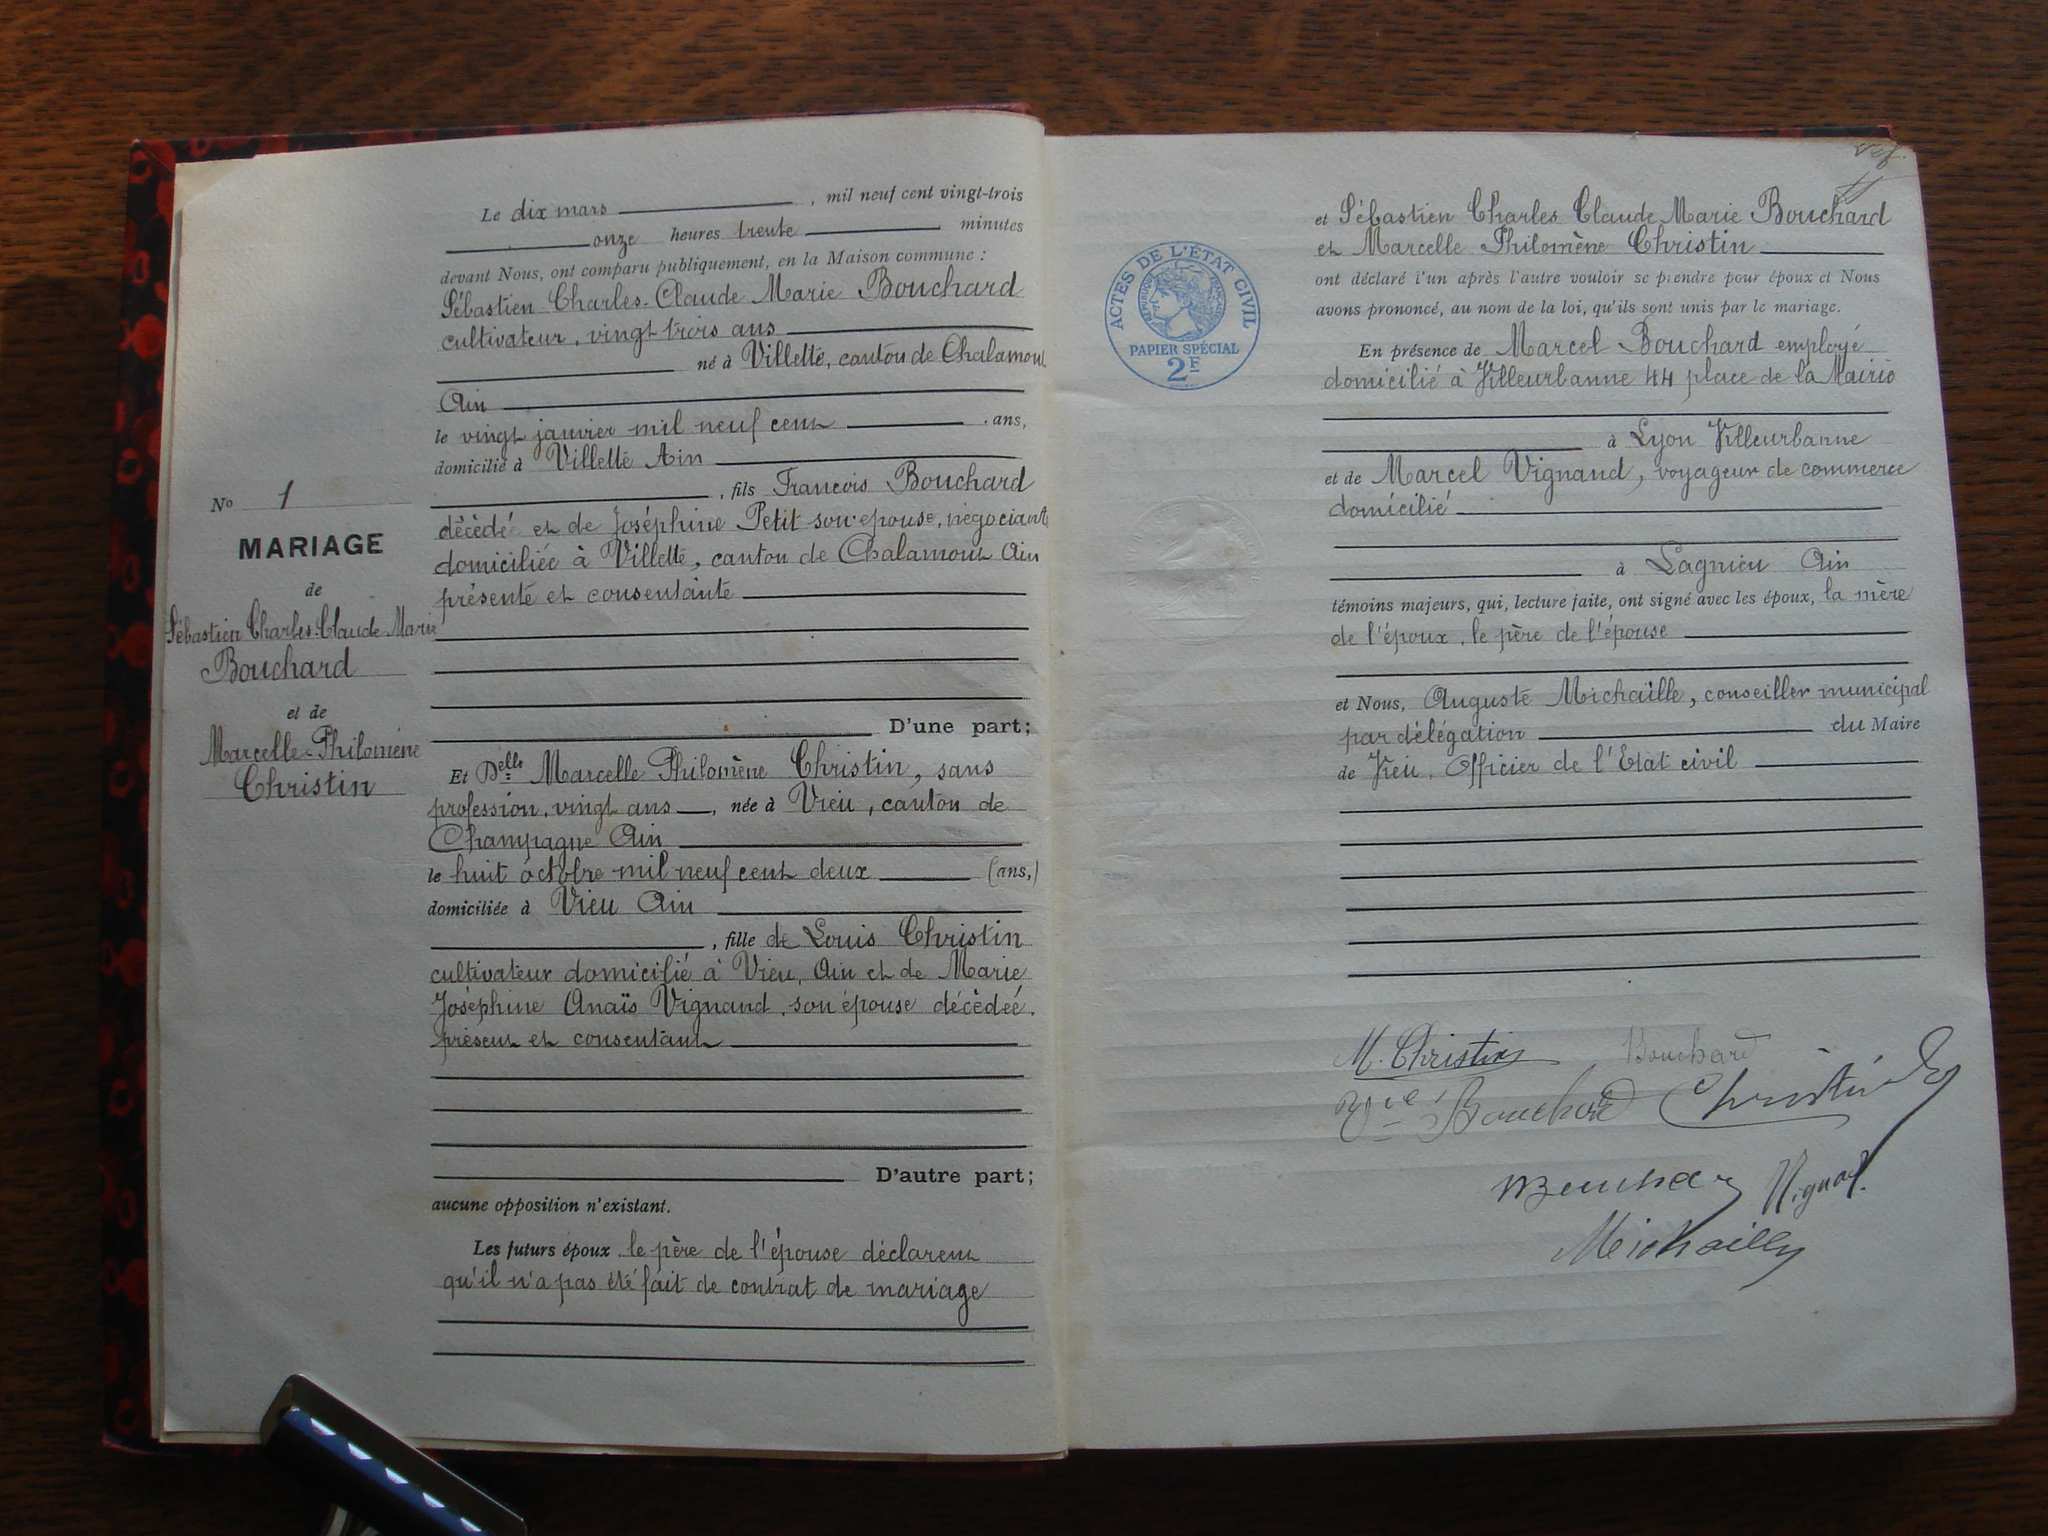 No 1
MARIAGE
de
Sébastien Charles-Claude Marie
Bouchard
et de
Marcelle-Philomène
Christin
Le dix mars , mil neuf cent vingt-trois
onze heures trente minutes
devant Nous, ont comparu publiquement, en la Maison commune :
Sébastien Charles-Claude Marie Bouchard
cultivateur, vingt trois ans
né à Villette, canton de Chalamont
Ain
le vingt janvier mil neuf cent . ans,
domicilié à Villette Ain
, fils François Bouchard
décédé et de Joséphine Petit son épouse, négociante
domiciliée à Villette, canton de Chalamont Ain
présente et consentante
D'une part;
Et Delle Marcelle Philomène Christin, sans
profession, vingt ans , née à Vieu, canton de
Champagne Ain
le huit octobre mil neuf cent deux (ans,)
domiciliée à Vieu Ain
, fille de Louis Christin
cultivateur domicilié à Vieu, Ain et de Marie
Joséphine Anaïs Vignand, son épouse décédée.
présent et consentant
D'autre part;
aucune opposition n'existant.
Les futurs époux, le père de l'épouse déclarent
qu'il n'a pas été fait de contrat de mariage
ACTES DE L'ÉTAT CIVIL
RÉPUBLIQUE FRANÇAISE
PAPIER SPÉCIAL
2F
et Sébastien Charles Claude Marie Bouchard
et Marcelle Philomène Christin
ont déclaré l'un après l'autre vouloir se prendre pour époux et Nous
avons prononcé, au nom de la loi, qu'ils sont unis par le mariage.
En présence de Marcel Bouchard employé
domicilié à Villeurbanne 44 place de la Mairie
à Lyon Villeurbanne
et de Marcel Vignand, voyageur de commerce
domicilié
à Lagnieu Ain
témoins majeurs, qui, lecture faite, ont signé avec les époux, la mère
de l'époux, le père de l'épouse
et Nous, Auguste Michaille, conseiller municipal
par délégation du Maire
de Vieu, Officier de l'Etat civil
M. Christin Bouchard
Vve Bouchard Christin
Bouchard Vignand
Michailly